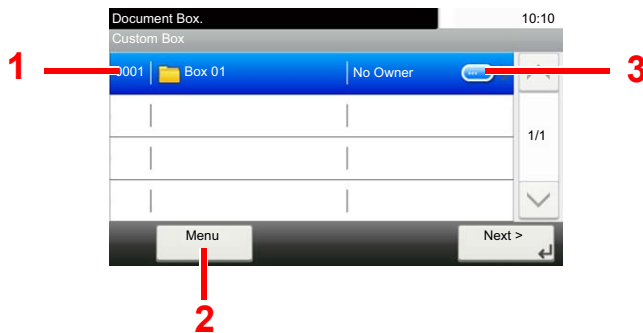 Document Box. 10:10
Custom Box
1 0001 Box 01 No Owner ... 3
1/1
Menu Next >
2